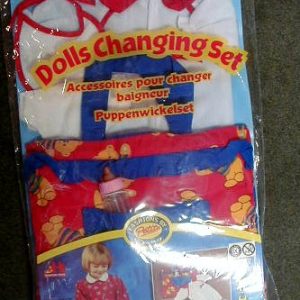 Dolls Changing Set
Accessoires pour changer
baigneur
Puppenwickelset